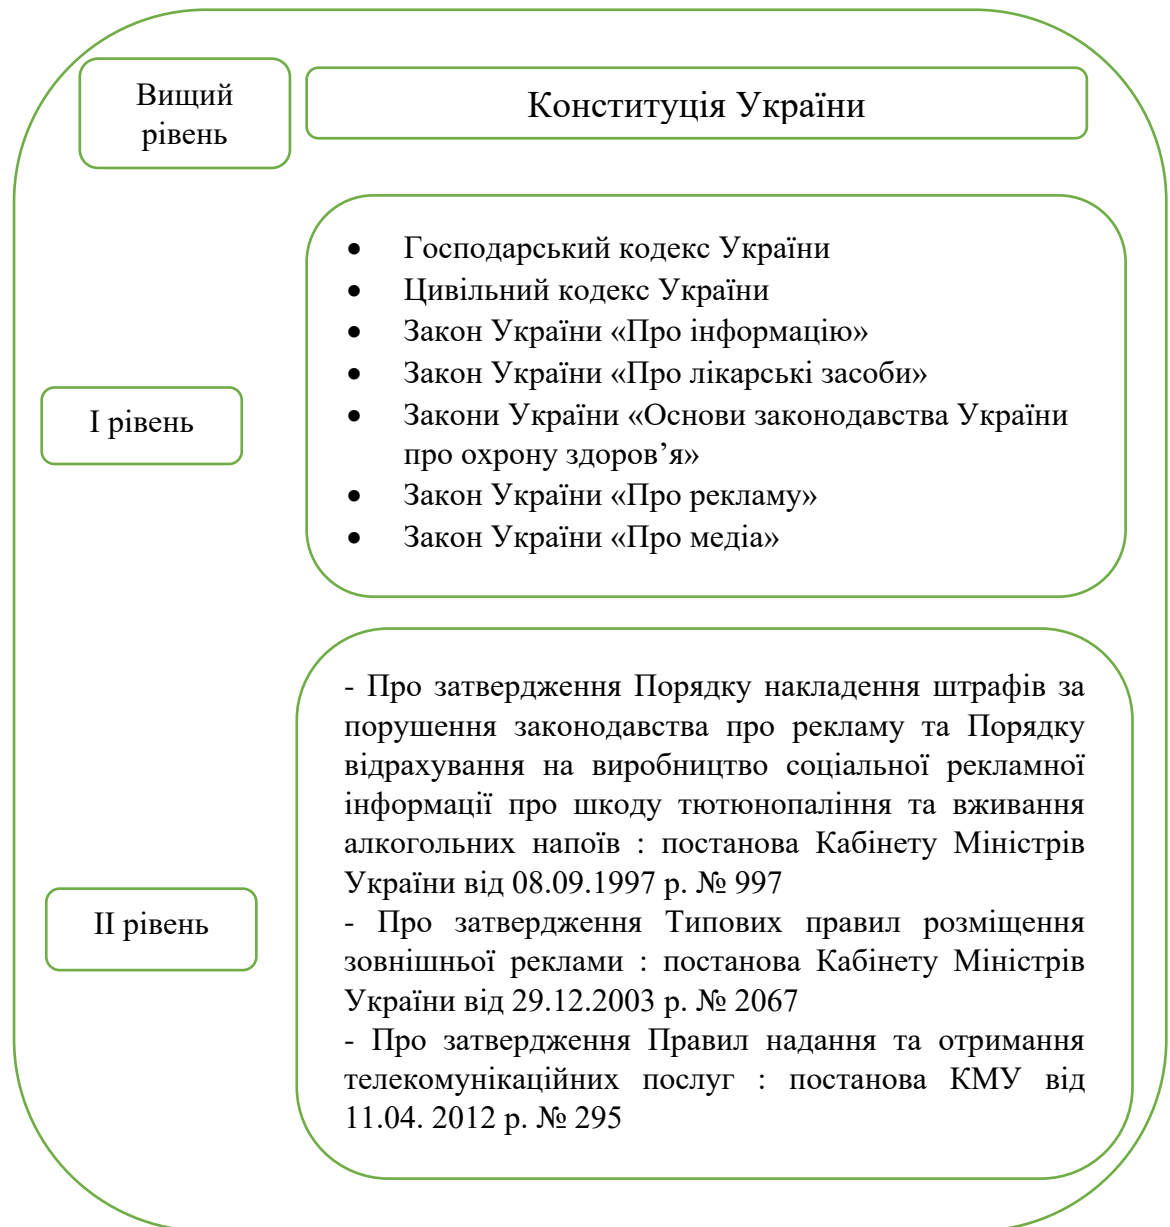 Вищий
рівень
Конституція України
• Господарський кодекс України
• Цивільний кодекс України
• Закон України «Про інформацію»
• Закон України «Про лікарські засоби»
• Закони України «Основи законодавства України
про охорону здоров’я»
• Закон України «Про рекламу»
• Закон України «Про медіа»
І рівень
- Про затвердження Порядку накладення штрафів за
порушення законодавства про рекламу та Порядку
відрахування на виробництво соціальної рекламної
інформації про шкоду тютюнопаління та вживання
алкогольних напоїв : постанова Кабінету Міністрів
України від 08.09.1997 р. № 997
- Про затвердження Типових правил розміщення
зовнішньої реклами : постанова Кабінету Міністрів
України від 29.12.2003 р. № 2067
- Про затвердження Правил надання та отримання
телекомунікаційних послуг : постанова КМУ від
11.04. 2012 р. № 295
ІІ рівень